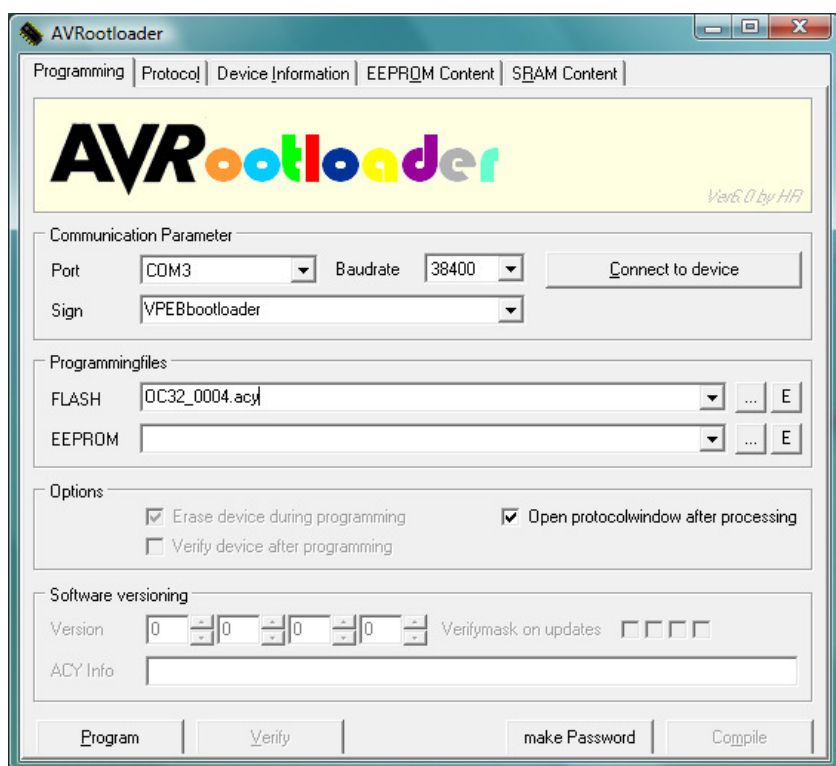 AVRootloader
Programming Protocol Device Information EEPROM Content SRAM Content
AVRootloader
Ver6.0 by HR
Communication Parameter
Port COM3 Baudrate 38400 Connect to device
Sign VPEBbootloader
Programmingfiles
FLASH OC32_0004.acy ... E
EEPROM ... E
Options
Erase device during programming Open protocolwindow after processing
Verify device after programming
Software versioning
Version 0 0 0 0 Verifymask on updates
ACY Info
Program Verify make Password Compile